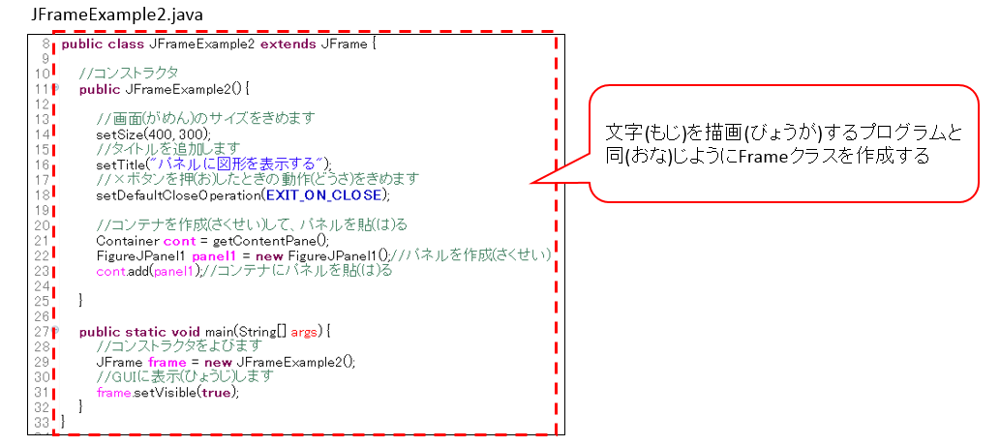 JFrameExample2.java
8 public class JFrameExample2 extends JFrame {
9
10 //コンストラクタ
11 public JFrameExample2() {
12
13 //画面(がめん)のサイズをきめます
14 setSize(400, 300);
15 //タイトルを追加します
16 setTitle("パネルに図形を表示する");
17 //×ボタンを押(お)したときの動作(どうさ)をきめます
18 setDefaultCloseOperation(EXIT_ON_CLOSE);
19
20 //コンテナを作成(さくせい)して、パネルを貼(は)る
21 Container cont = getContentPane();
22 FigureJPanel1 panel1 = new FigureJPanel1();//パネルを作成(さくせい)
23 cont.add(panel1);//コンテナにパネルを貼(は)る
24
25 }
26
27 public static void main(String[] args) {
28 //コンストラクタをよびます
29 JFrame frame = new JFrameExample2();
30 //GUIに表示(ひょうじ)します
31 frame.setVisible(true);
32 }
33 }
文字(もじ)を描画(びょうが)するプログラムと
同(おな)じようにFrameクラスを作成する